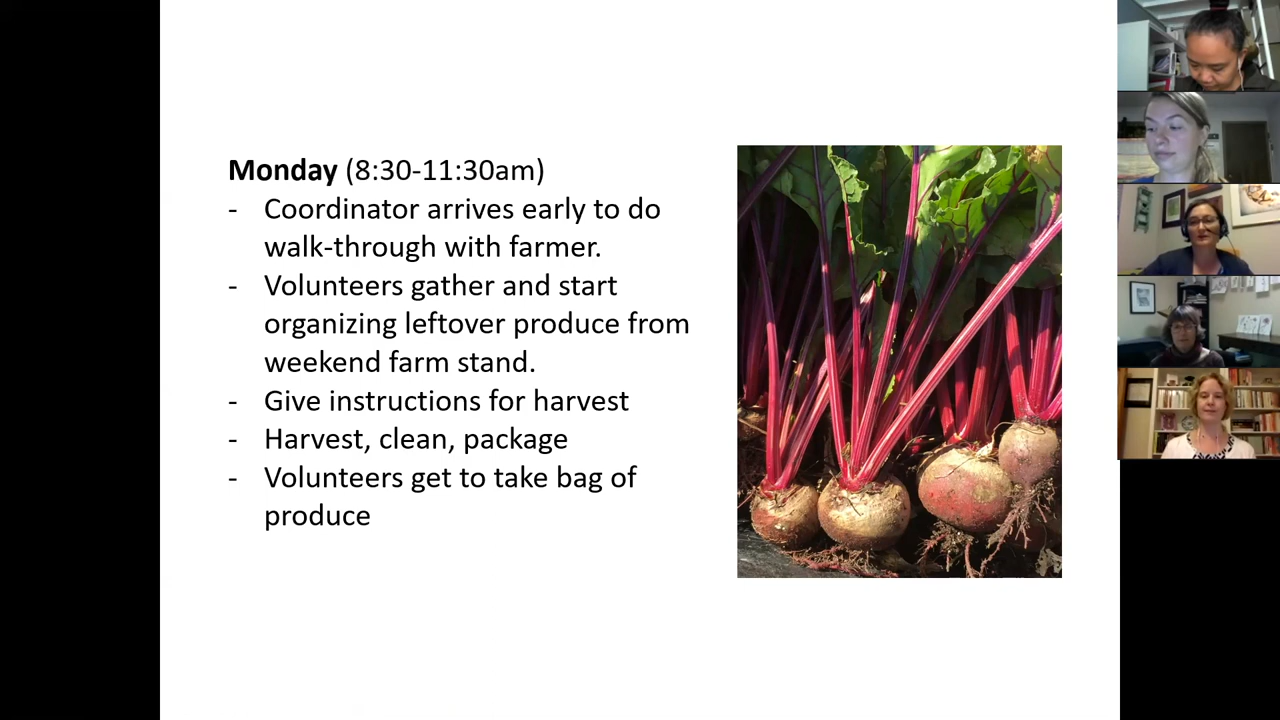 Monday (8:30-11:30am)
- Coordinator arrives early to do
walk-through with farmer.
- Volunteers gather and start
organizing leftover produce from
weekend farm stand.
- Give instructions for harvest
- Harvest, clean, package
- Volunteers get to take bag of
produce